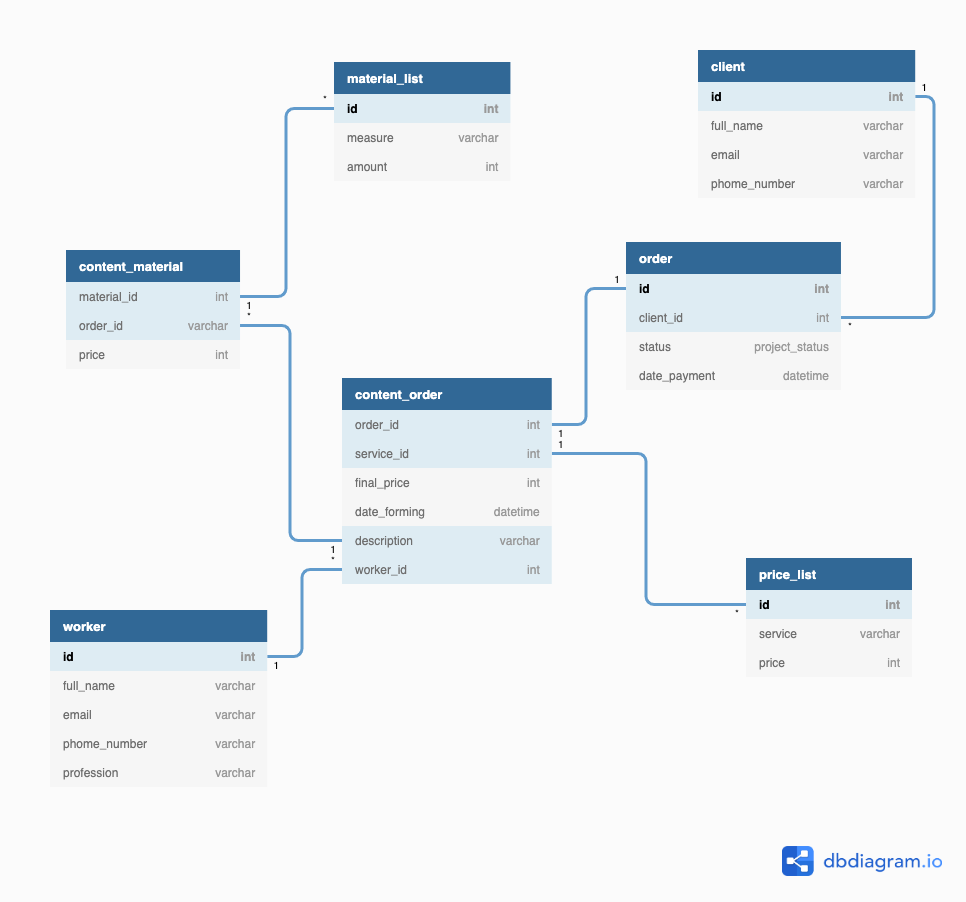 material_list
id int
measure varchar
amount int
client
id int
full_name varchar
email varchar
phome_number varchar
content_material
material_id int
order_id varchar
price int
order
id int
client_id int
status project_status
date_payment datetime
content_order
order_id int
service_id int
final_price int
date_forming datetime
description varchar
worker_id int
price_list
id int
service varchar
price int
worker
id int
full_name varchar
email varchar
phome_number varchar
profession varchar
*
1
1
*
1
*
1
1
1
*
*
1
dbdiagram.io